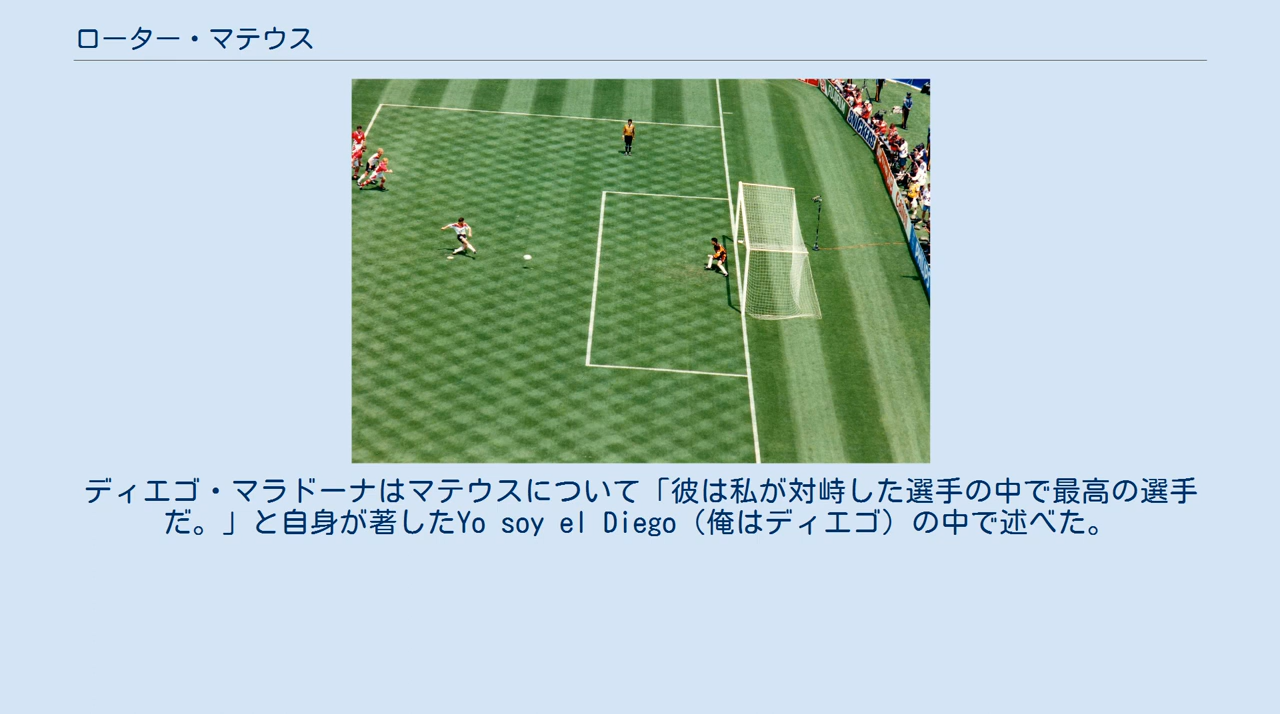 ローター・マテウス
SNICKERS
ディエゴ・マラドーナはマテウスについて「彼は私が対峙した選手の中で最高の選手
だ。」と自身が著したYo soy el Diego（俺はディエゴ）の中で述べた。